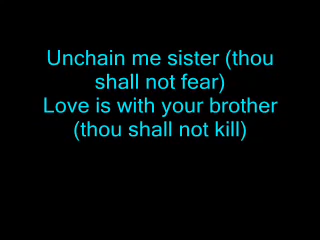 Unchain me sister (thou
shall not fear)
Love is with your brother
(thou shall not kill)